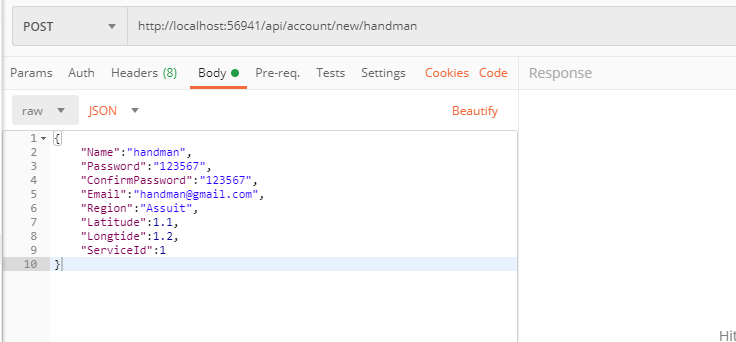 POST http://localhost:56941/api/account/new/handman
Params Auth Headers (8) Body Pre-req. Tests Settings Cookies Code Response
raw JSON Beautify
1 {
2 "Name":"handman",
3 "Password":"123567",
4 "ConfirmPassword":"123567",
5 "Email":"handman@gmail.com",
6 "Region":"Assuit",
7 "Latitude":1.1,
8 "Longtide":1.2,
9 "ServiceId":1
10 }
Hit